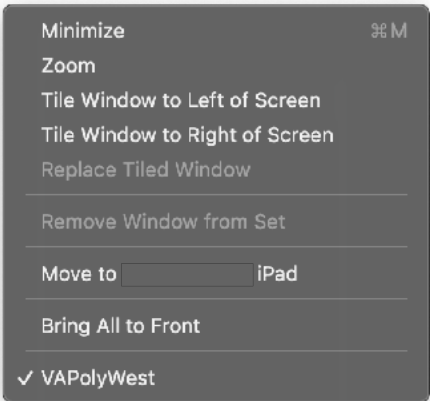 Minimize ⌘M
Zoom
Tile Window to Left of Screen
Tile Window to Right of Screen
Replace Tiled Window
Remove Window from Set
Move to iPad
Bring All to Front
✓ VAPolyWest